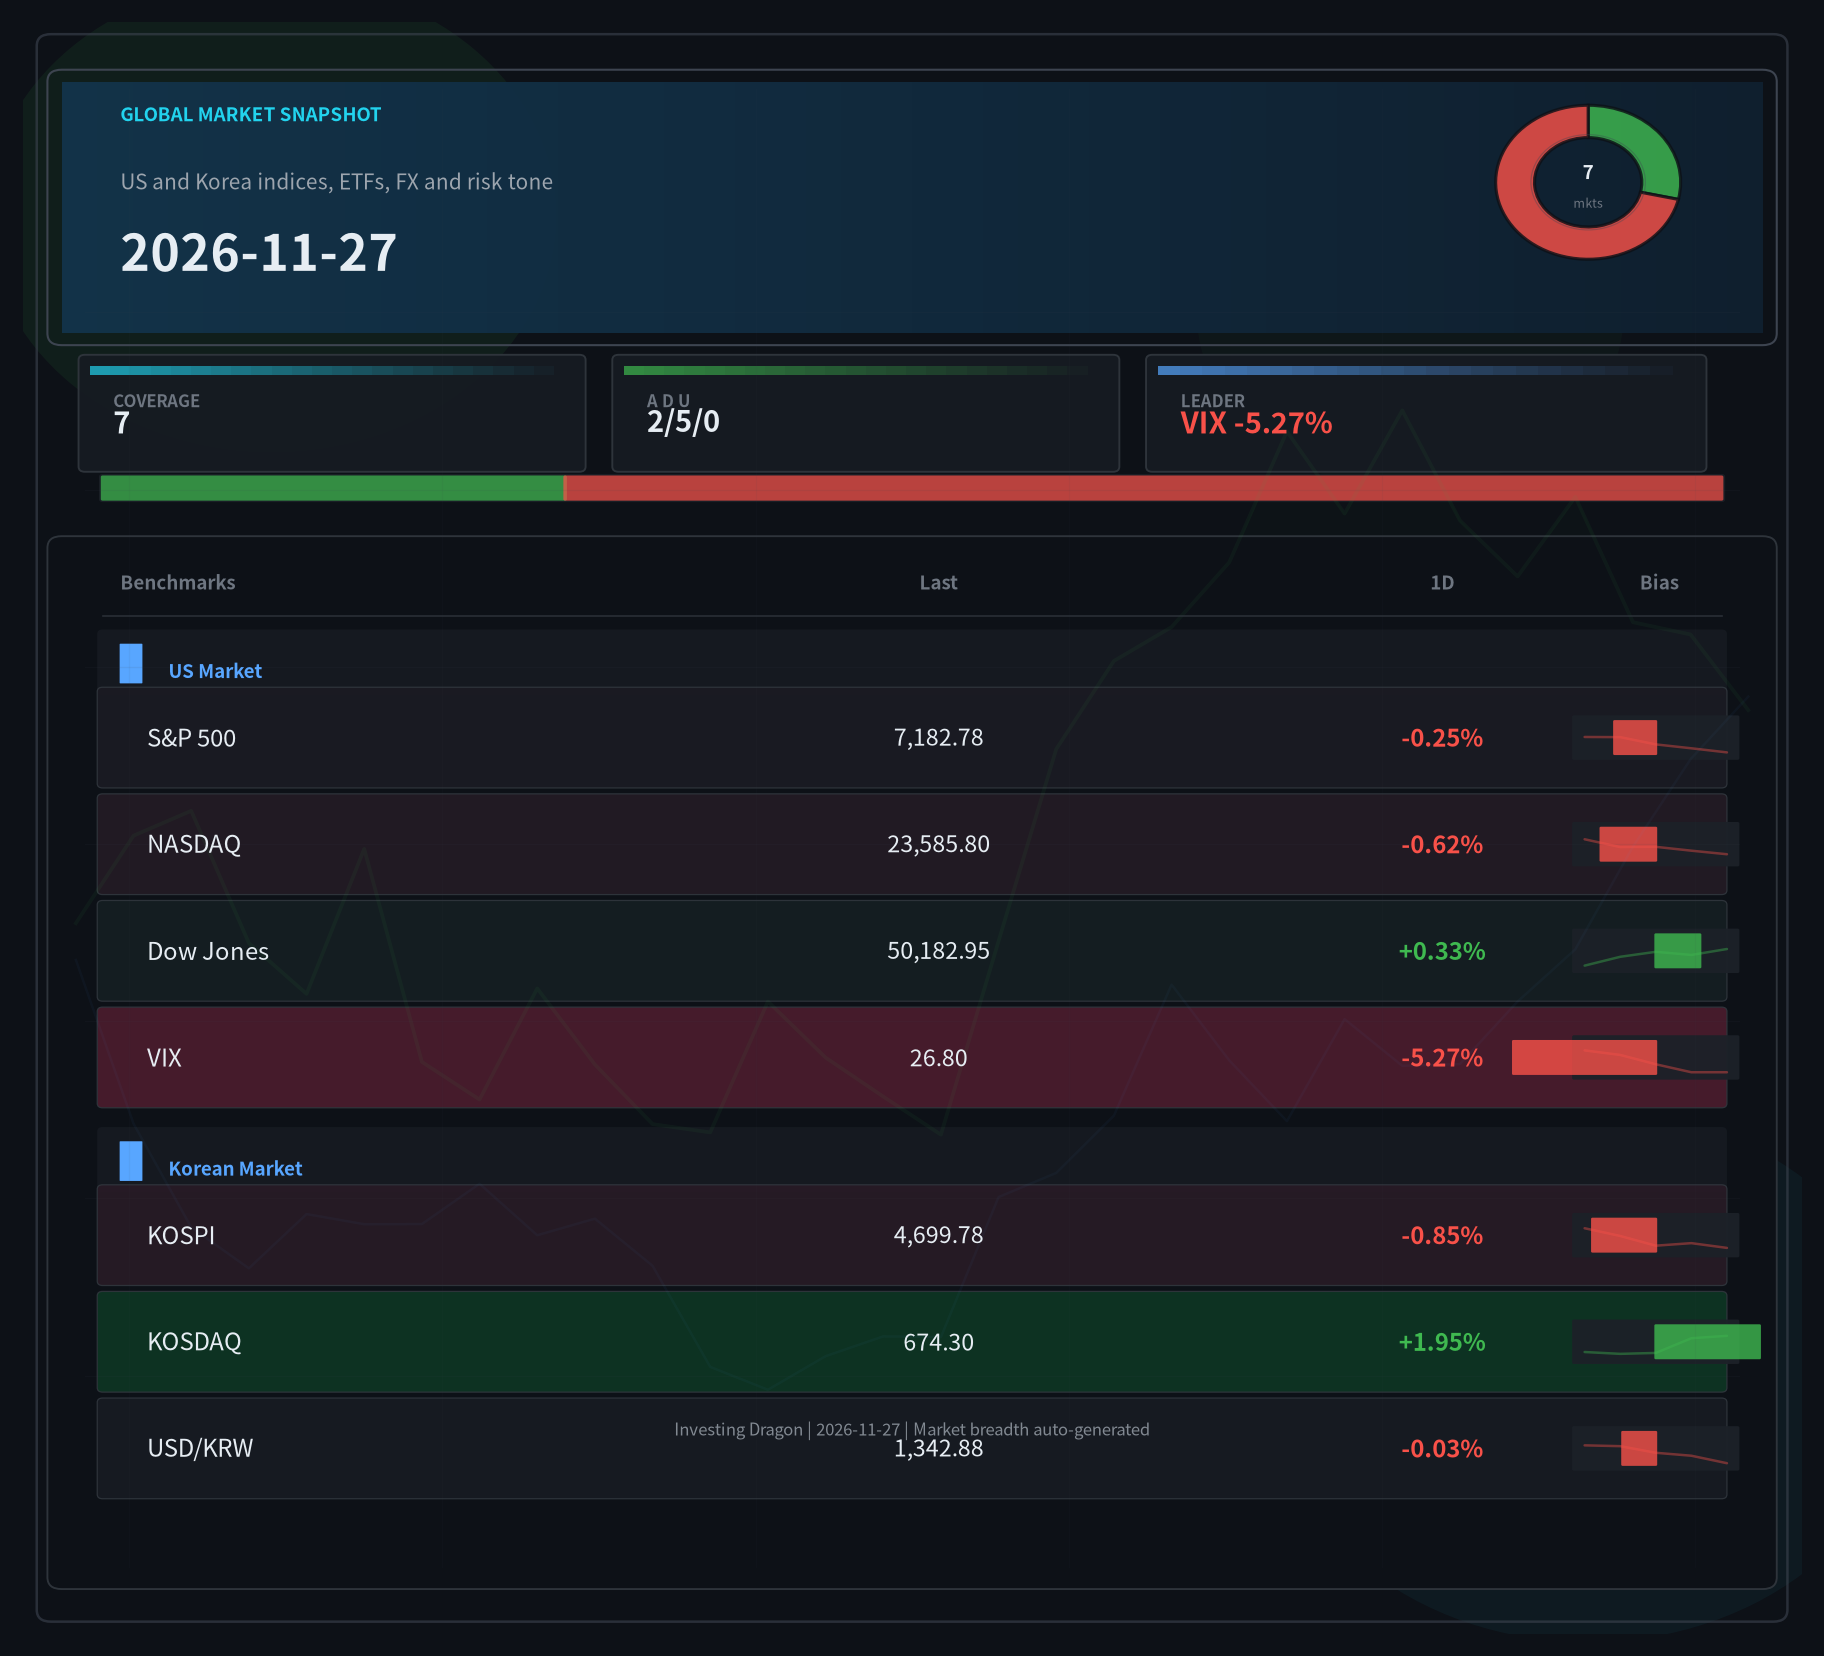 GLOBAL MARKET SNAPSHOT
US and Korea indices, ETFs, FX and risk tone
2026-11-27
7
mkts
COVERAGE
7
A D U
2/5/0
LEADER
VIX -5.27%
Benchmarks Last 1D Bias
US Market
S&P 500 7,182.78 -0.25%
NASDAQ 23,585.80 -0.62%
Dow Jones 50,182.95 +0.33%
VIX 26.80 -5.27%
Korean Market
KOSPI 4,699.78 -0.85%
KOSDAQ 674.30 +1.95%
Investing Dragon | 2026-11-27 | Market breadth auto-generated
USD/KRW 1,342.88 -0.03%